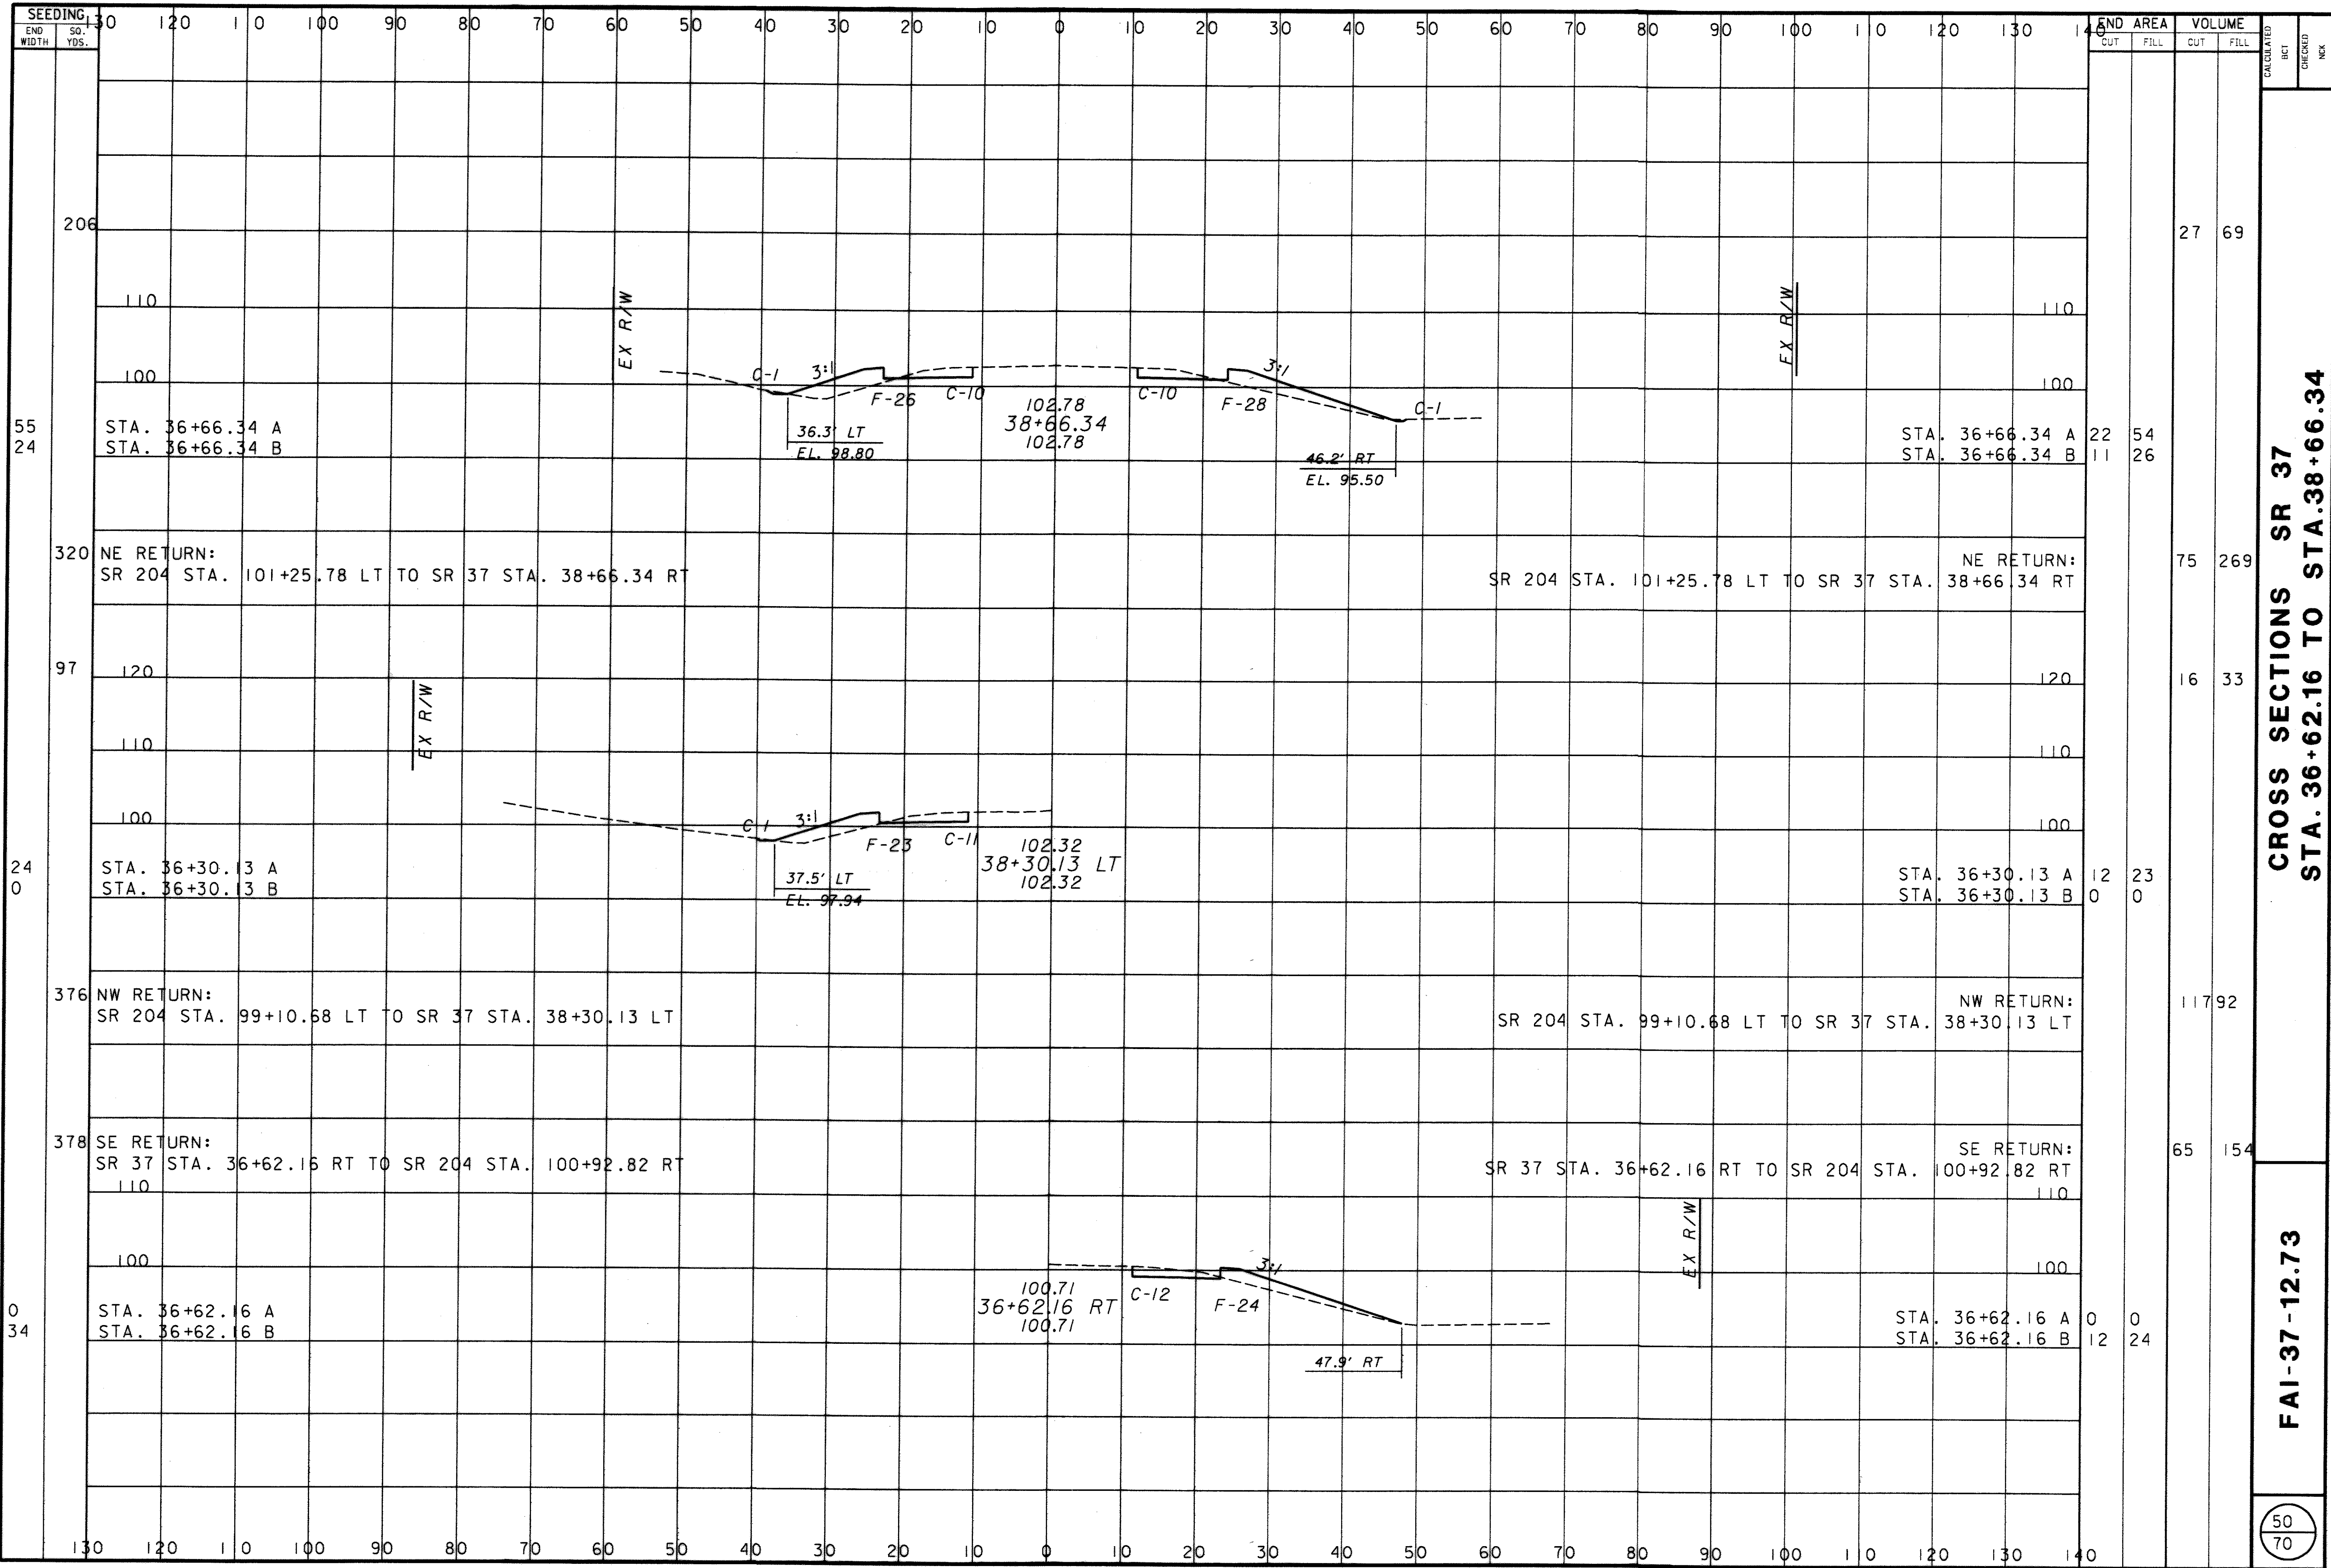 SEEDING
END WIDTH
SQ. YDS.
130 120 110 100 90 80 70 60 50 40 30 20 10 0 10 20 30 40 50 60 70 80 90 100 110 120 130 140
END AREA
VOLUME
CUT FILL CUT FILL
CALCULATED
BCT
CHECKED
NCK
206
27 69
110 EX R/W EX R/W 110
100 C-1 3:1 F-26 C-10 C-10 F-28 3:1 C-1 100
102.78
38+66.34
102.78
36.3' LT
EL. 98.80
46.2' RT
EL. 95.50
55 STA. 36+66.34 A STA. 36+66.34 A 22 54
24 STA. 36+66.34 B STA. 36+66.34 B 11 26
320 NE RETURN: NE RETURN: 75 269
SR 204 STA. 101+25.78 LT TO SR 37 STA. 38+66.34 RT SR 204 STA. 101+25.78 LT TO SR 37 STA. 38+66.34 RT
97 120 120 16 33
EX R/W
110 110
100 C-1 3:1 F-23 C-11 100
102.32
38+30.13 LT
102.32
37.5' LT
EL. 97.94
24 STA. 36+30.13 A STA. 36+30.13 A 12 23
0 STA. 36+30.13 B STA. 36+30.13 B 0 0
376 NW RETURN: NW RETURN: 117 92
SR 204 STA. 99+10.68 LT TO SR 37 STA. 38+30.13 LT SR 204 STA. 99+10.68 LT TO SR 37 STA. 38+30.13 LT
378 SE RETURN: SE RETURN: 65 154
SR 37 STA. 36+62.16 RT TO SR 204 STA. 100+92.82 RT SR 37 STA. 36+62.16 RT TO SR 204 STA. 100+92.82 RT
110 110
EX R/W
100 C-12 F-24 3:1 100
100.71
36+62.16 RT
100.71
47.9' RT
0 STA. 36+62.16 A STA. 36+62.16 A 0 0
34 STA. 36+62.16 B STA. 36+62.16 B 12 24
130 120 110 100 90 80 70 60 50 40 30 20 10 0 10 20 30 40 50 60 70 80 90 100 110 120 130 140
CROSS SECTIONS SR 37
STA. 36+62.16 TO STA. 38+66.34
FAI-37-12.73
50
70